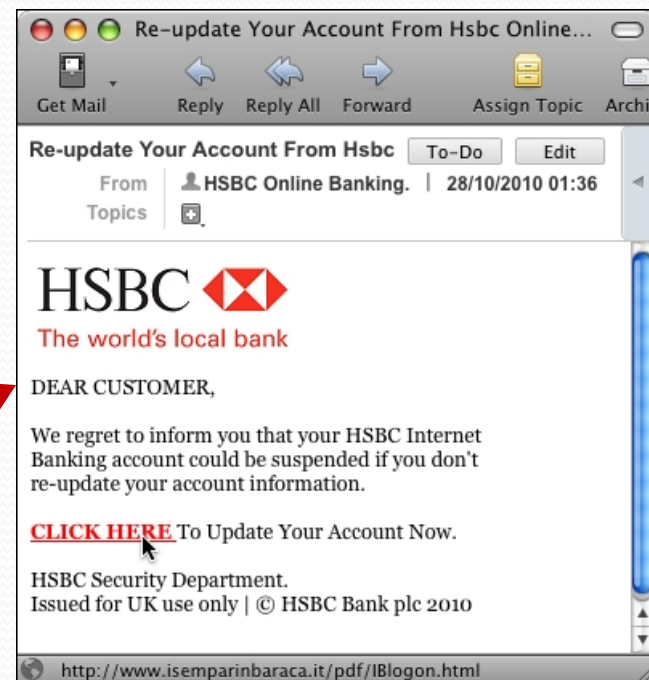 Re-update Your Account From Hsbc Online...
Get Mail Reply Reply All Forward Assign Topic Archi
Re-update Your Account From Hsbc To-Do Edit
From HSBC Online Banking. | 28/10/2010 01:36
Topics
HSBC
The world's local bank
DEAR CUSTOMER,
We regret to inform you that your HSBC Internet
Banking account could be suspended if you don't
re-update your account information.
CLICK HERE To Update Your Account Now.
HSBC Security Department.
Issued for UK use only | © HSBC Bank plc 2010
http://www.isemparinbaraca.it/pdf/IBlogon.html